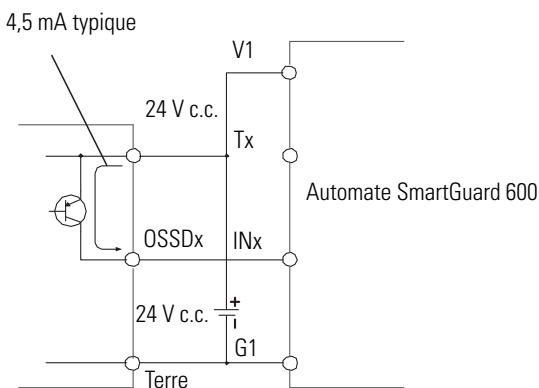 4,5 mA typique
V1
24 V c.c.
Tx
Automate SmartGuard 600
OSSDx
INx
24 V c.c.
+
–
G1
Terre